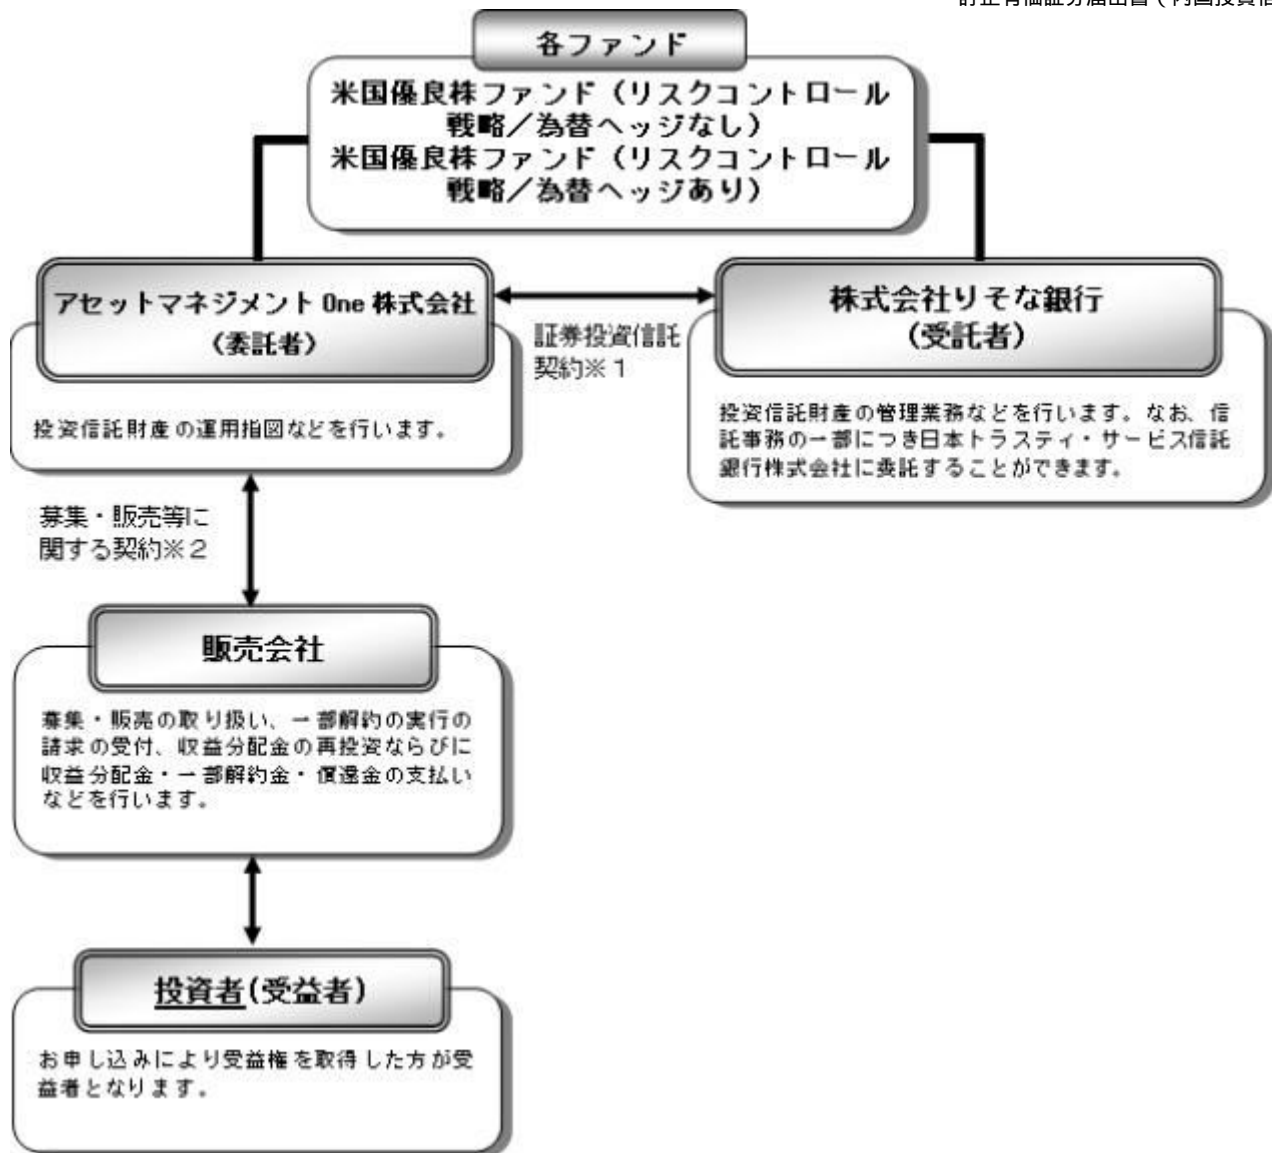 各ファンド
米国優良株ファンド（リスクコントロール
戦略／為替ヘッジなし）
米国優良株ファンド（リスクコントロール
戦略／為替ヘッジあり）
アセットマネジメント One 株式会社
（委託者）
投資信託財産の運用指図などを行います。
証券投資信託
契約※１
株式会社りそな銀行
(受託者)
投資信託財産の管理業務などを行います。なお、信
託事務の一部につき日本トラスティ・サービス信託
銀行株式会社に委託することができます。
募集・販売等に
関する契約※２
販売会社
募集・販売の取り扱い、一部解約の実行の
請求の受付、収益分配金の再投資ならびに
収益分配金・一部解約金・償還金の支払い
などを行います。
投資者(受益者)
お申し込みにより受益権を取得した方が受
益者となります。